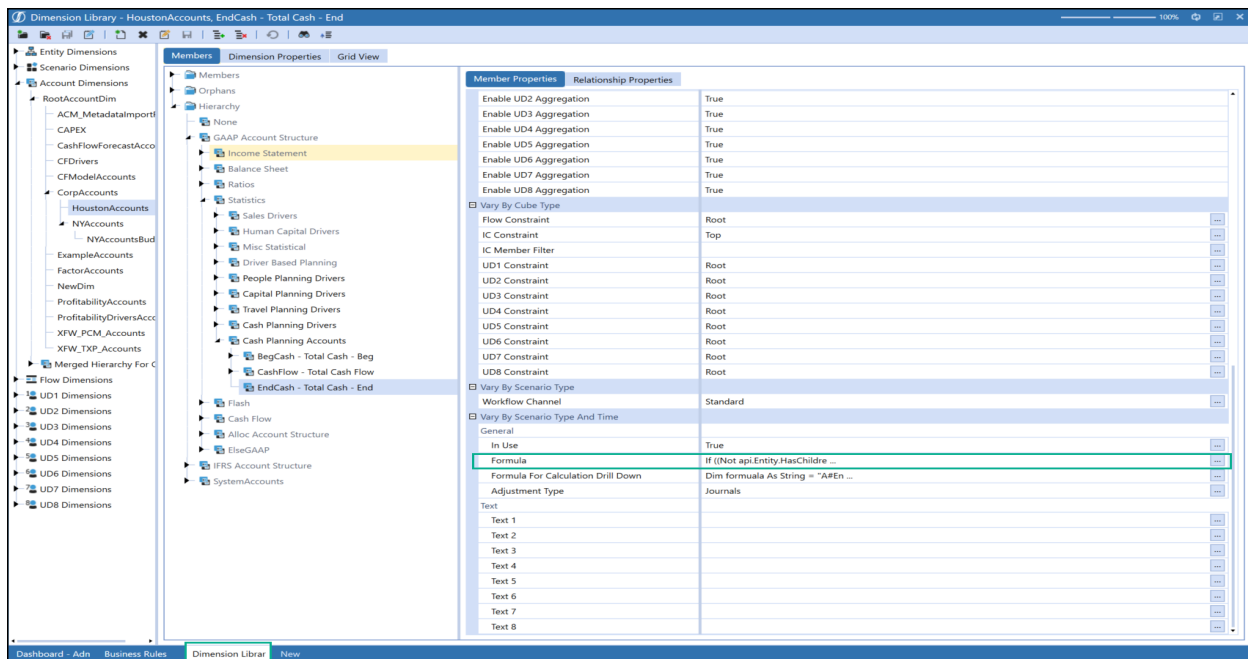 Dimension Library - HoustonAccounts, EndCash - Total Cash - End
100%
Entity Dimensions
Scenario Dimensions
Account Dimensions
RootAccountDim
ACM_MetadataImport
CAPEX
CashFlowForecastAcco
CFDrivers
CFModelAccounts
CorpAccounts
HoustonAccounts
NYAccounts
NYAccountsBud
ExampleAccounts
FactorAccounts
NewDim
ProfitabilityAccounts
ProfitabilityDriversAcc
XFW_PCM_Accounts
XFW_TXP_Accounts
Merged Hierarchy For
Flow Dimensions
UD1 Dimensions
UD2 Dimensions
UD3 Dimensions
UD4 Dimensions
UD5 Dimensions
UD6 Dimensions
UD7 Dimensions
UD8 Dimensions
Members Dimension Properties Grid View
Members
Orphans
Hierarchy
None
GAAP Account Structure
Income Statement
Balance Sheet
Ratios
Statistics
Sales Drivers
Human Capital Drivers
Misc Statistical
Driver Based Planning
People Planning Drivers
Capital Planning Drivers
Travel Planning Drivers
Cash Planning Drivers
Cash Planning Accounts
BegCash - Total Cash - Beg
CashFlow - Total Cash Flow
EndCash - Total Cash - End
Flash
Cash Flow
Alloc Account Structure
ElseGAAP
IFRS Account Structure
SystemAccounts
Member Properties Relationship Properties
Enable UD2 Aggregation True
Enable UD3 Aggregation True
Enable UD4 Aggregation True
Enable UD5 Aggregation True
Enable UD6 Aggregation True
Enable UD7 Aggregation True
Enable UD8 Aggregation True
Vary By Cube Type
Flow Constraint Root ...
IC Constraint Top ...
IC Member Filter ...
UD1 Constraint Root ...
UD2 Constraint Root ...
UD3 Constraint Root ...
UD4 Constraint Root ...
UD5 Constraint Root ...
UD6 Constraint Root ...
UD7 Constraint Root ...
UD8 Constraint Root ...
Vary By Scenario Type
Workflow Channel Standard ...
Vary By Scenario Type And Time
General
In Use True ...
Formula If ((Not api.Entity.HasChildre ... ...
Formula For Calculation Drill Down Dim formuala As String = "A#En ... ...
Adjustment Type Journals ...
Text
Text 1 ...
Text 2 ...
Text 3 ...
Text 4 ...
Text 5 ...
Text 6 ...
Text 7 ...
Text 8 ...
Dashboard - Adn Business Rules Dimension Librar New